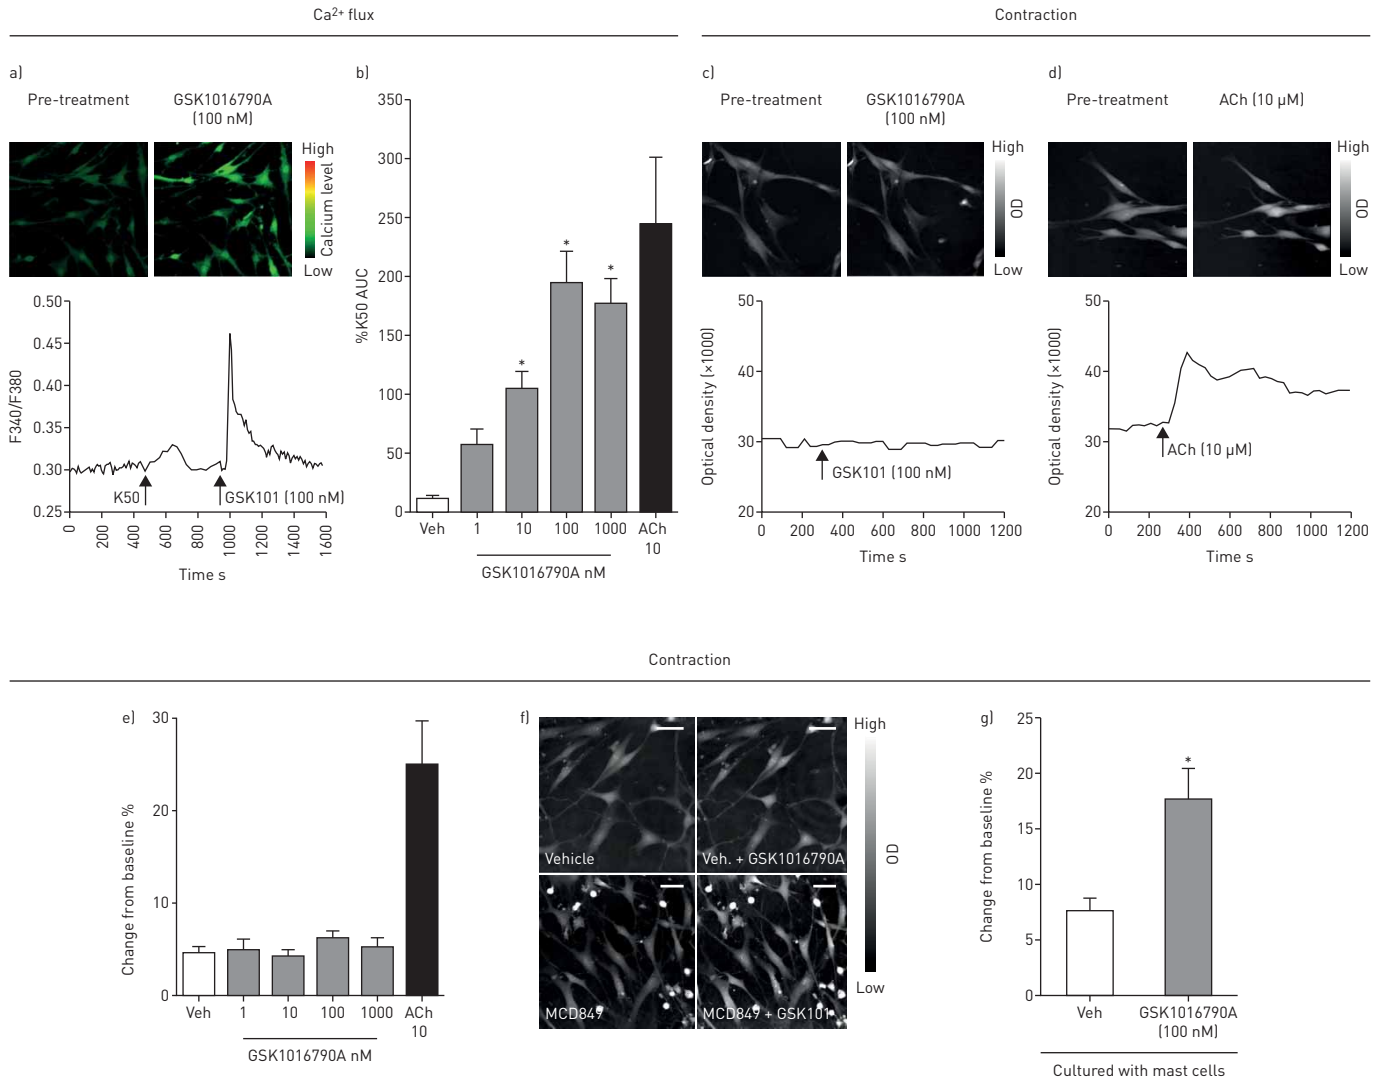 Ca2+ flux
Contraction
a)
Pre-treatment
GSK1016790A
(100 nM)
High
Calcium level
Low
0.50
0.45
0.40
0.35
0.30
0.25
F340/F380
K50
GSK101 (100 nM)
0
200
400
600
800
1000
1200
1400
1600
Time s
b)
350
300
250
200
150
100
50
0
%K50 AUC
*
*
*
Veh
1
10
100
1000
ACh
10
GSK1016790A nM
c)
Pre-treatment
GSK1016790A
(100 nM)
High
OD
Low
50
40
30
20
Optical density (×1000)
GSK101 (100 nM)
0
200
400
600
800
1000
1200
Time s
d)
Pre-treatment
ACh (10 µM)
High
OD
Low
50
40
30
20
Optical density (×1000)
ACh (10 µM)
0
200
400
600
800
1000
1200
Time s
Contraction
e)
30
20
10
0
Change from baseline %
Veh
1
10
100
1000
ACh
10
GSK1016790A nM
f)
Vehicle
Veh. + GSK1016790A
MCD849
MCD849 + GSK101
High
OD
Low
g)
25
20
15
10
5
0
Change from baseline %
*
Veh
GSK1016790A
(100 nM)
Cultured with mast cells